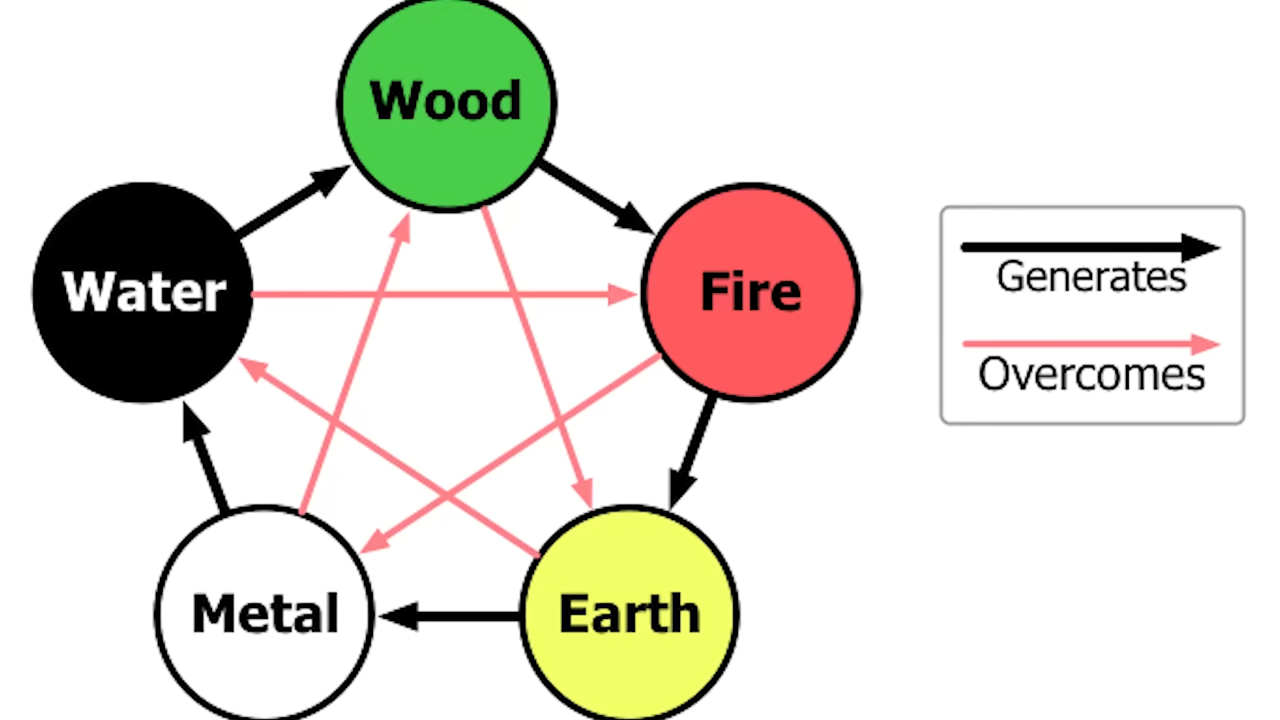 Wood
Water
Fire
Metal
Earth
Generates
Overcomes